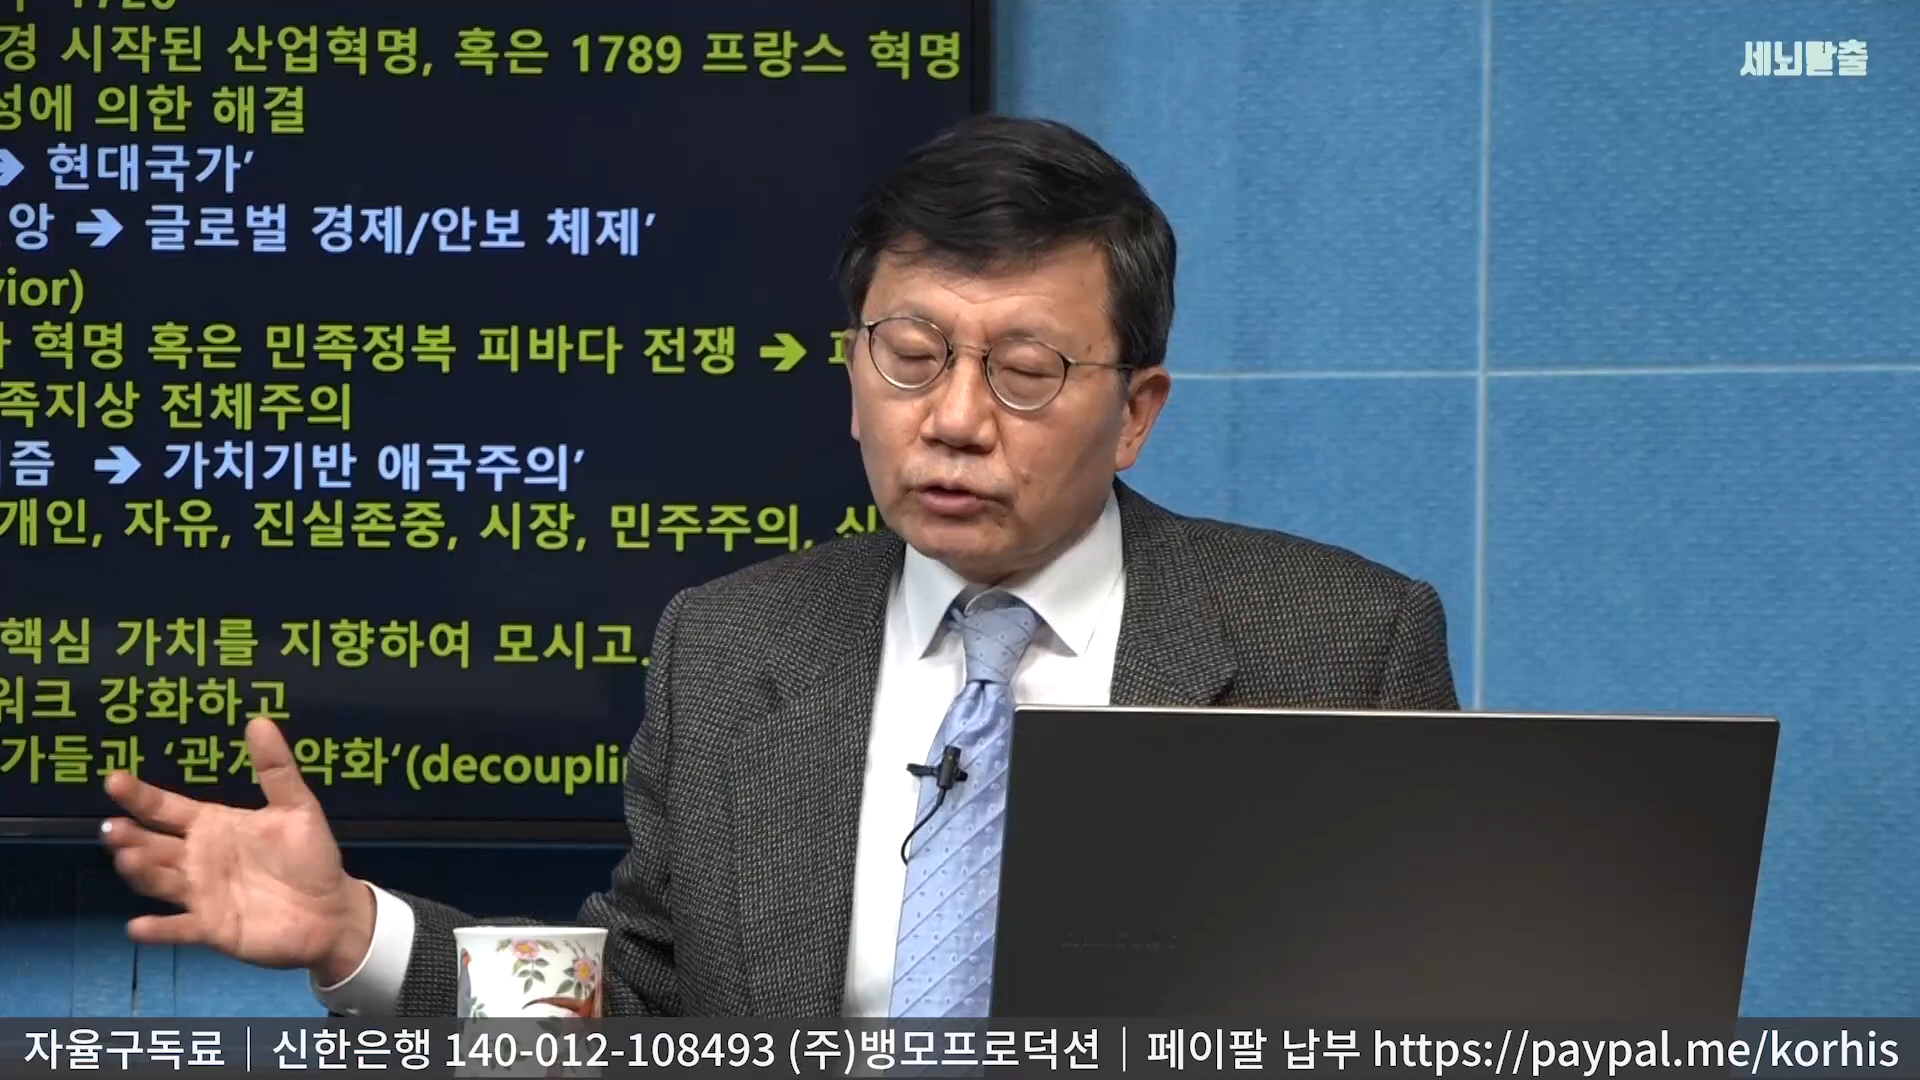 경 시작된 산업혁명, 혹은 1789 프랑스 혁명
성에 의한 해결
➔ 현대국가’
앙 ➔ 글로벌 경제/안보 체제’
vior)
혁명 혹은 민족정복 피바다 전쟁 ➔
족지상 전체주의
즘 ➔ 가치기반 애국주의’
개인, 자유, 진실존중, 시장, 민주주의,
핵심 가치를 지향하여 모시고.
워크 강화하고
가들과 ‘관계 약화‘(decouplin
세뇌탈출
자율구독료│신한은행 140-012-108493 (주)뱅모프로덕션│페이팔 납부 https://paypal.me/korhis